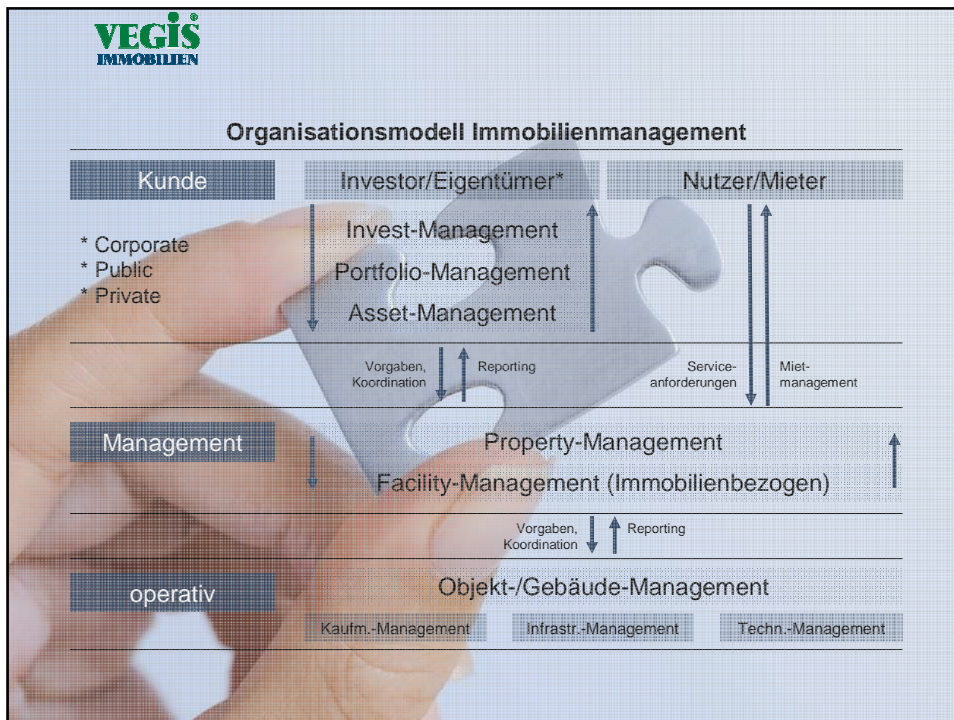 VEGIS
IMMOBILIEN
Organisationsmodell Immobilienmanagement
Kunde
Investor/Eigentümer*
Nutzer/Mieter
* Corporate
* Public
* Private
Invest-Management
Portfolio-Management
Asset-Management
Vorgaben,
Koordination
Reporting
Service-
anforderungen
Miet-
management
Management
Property-Management
Facility-Management (Immobilienbezogen)
Vorgaben,
Koordination
Reporting
operativ
Objekt-/Gebäude-Management
Kaufm.-Management
Infrastr.-Management
Techn.-Management